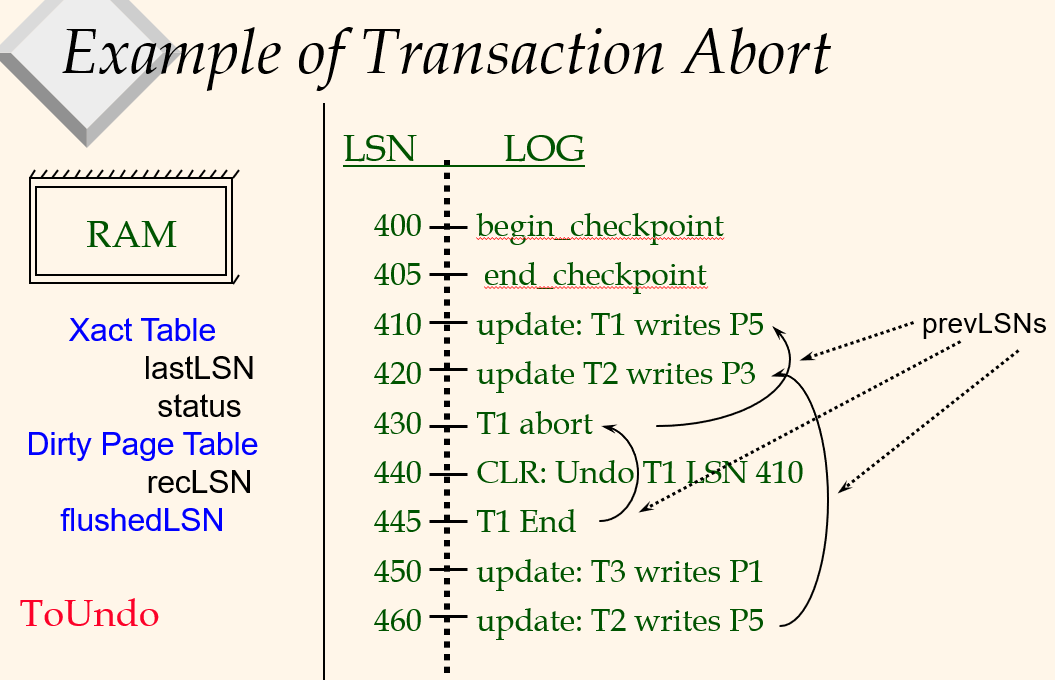 Example of Transaction Abort
RAM
Xact Table
lastLSN
status
Dirty Page Table
recLSN
flushedLSN
ToUndo
LSN LOG
400 begin_checkpoint
405 end_checkpoint
410 update: T1 writes P5
420 update T2 writes P3
430 T1 abort
440 CLR: Undo T1 LSN 410
445 T1 End
450 update: T3 writes P1
460 update: T2 writes P5
prevLSNs